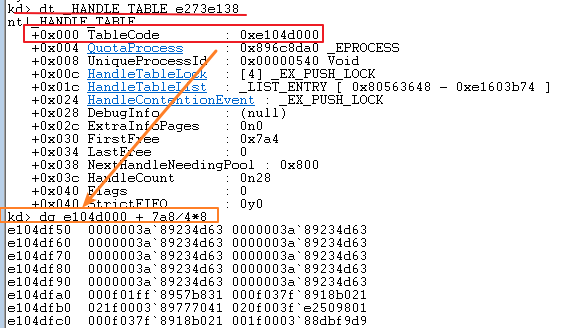 kd> dt _HANDLE_TABLE e273e138
nt!_HANDLE_TABLE
+0x000 TableCode : 0xe104d000
+0x004 QuotaProcess : 0x896c8da0 _EPROCESS
+0x008 UniqueProcessId : 0x00000540 Void
+0x00c HandleTableLock : [4] _EX_PUSH_LOCK
+0x01c HandleTableList : _LIST_ENTRY [ 0x80563648 - 0xe1603b74 ]
+0x024 HandleContentionEvent : _EX_PUSH_LOCK
+0x028 DebugInfo : (null)
+0x02c ExtraInfoPages : 0n0
+0x030 FirstFree : 0x7a4
+0x034 LastFree : 0
+0x038 NextHandleNeedingPool : 0x800
+0x03c HandleCount : 0n28
+0x040 Flags : 0
+0x040 StrictFIFO : 0y0
kd> dq e104d000 + 7a8/4*8
e104df50 0000003a`89234d63 0000003a`89234d63
e104df60 0000003a`89234d63 0000003a`89234d63
e104df70 0000003a`89234d63 0000003a`89234d63
e104df80 0000003a`89234d63 0000003a`89234d63
e104df90 0000003a`89234d63 0000003a`89234d63
e104dfa0 000f01ff`8957b831 000f037f`8918b021
e104dfb0 021f0003`89777041 020f003f`e2509801
e104dfc0 000f037f`8918b021 001f0003`88dbf9d9